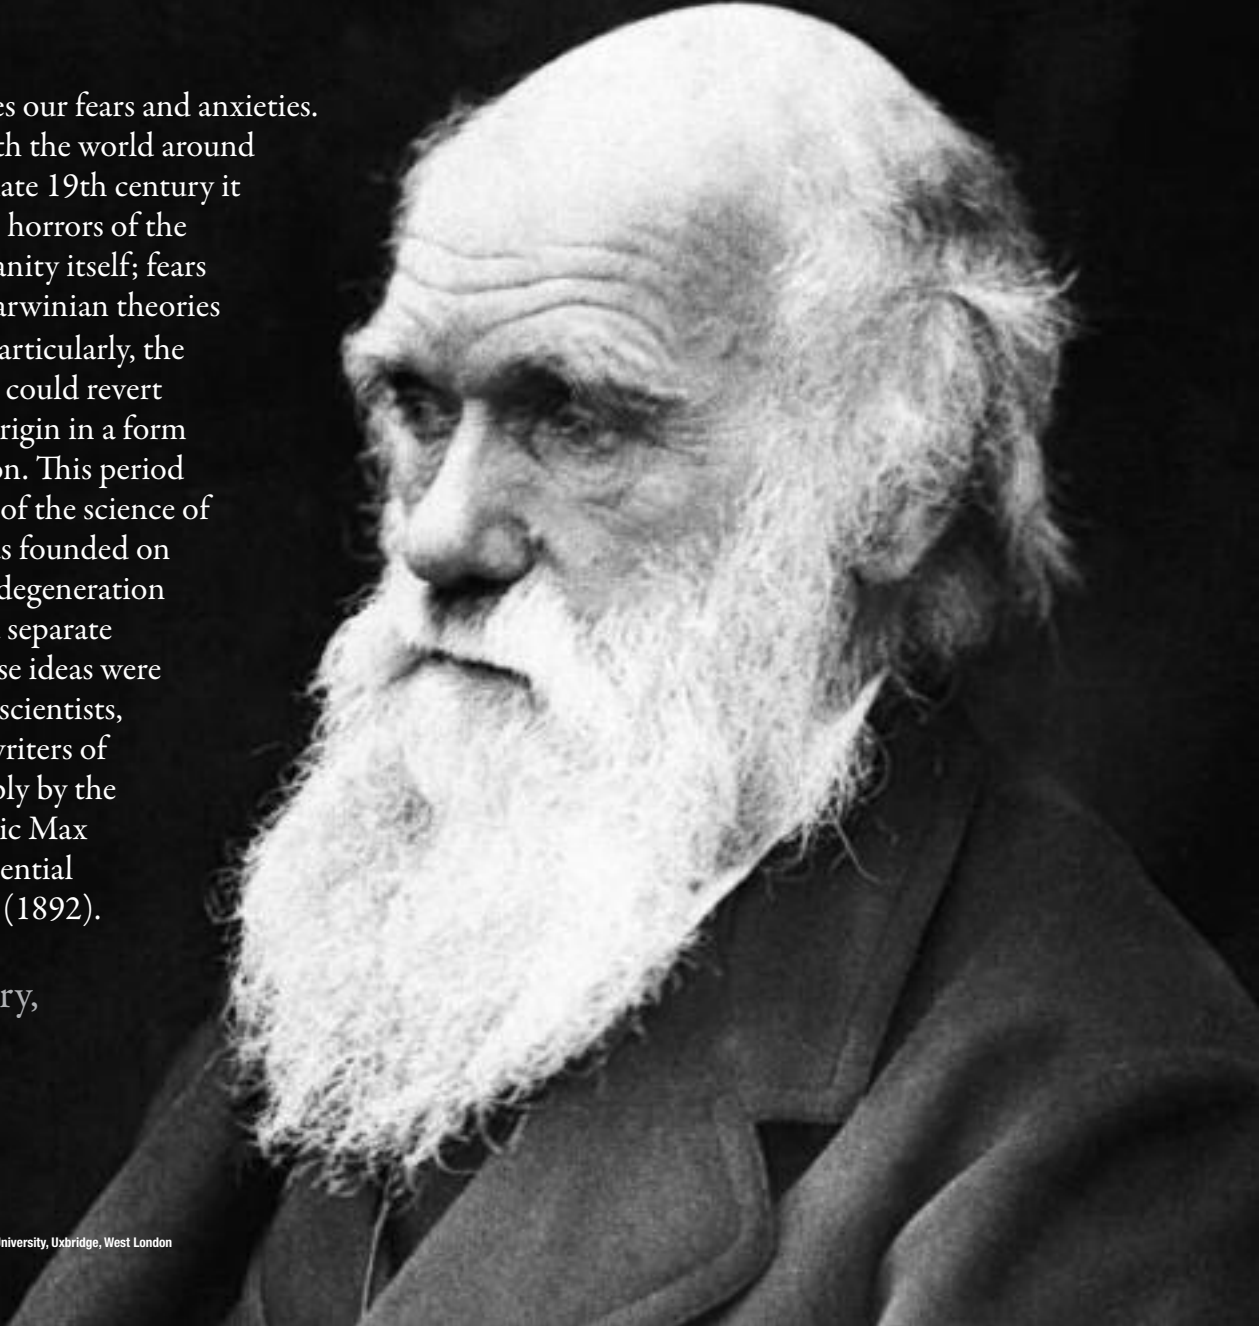 es our fears and anxieties.
th the world around
ate 19th century it
horrors of the
anity itself; fears
arwinian theories
articularly, the
could revert
rigin in a form
on. This period
of the science of
s founded on
degeneration
separate
se ideas were
scientists,
writers of
bly by the
ic Max
ential
(1892).
ry,
niversity, Uxbridge, West London